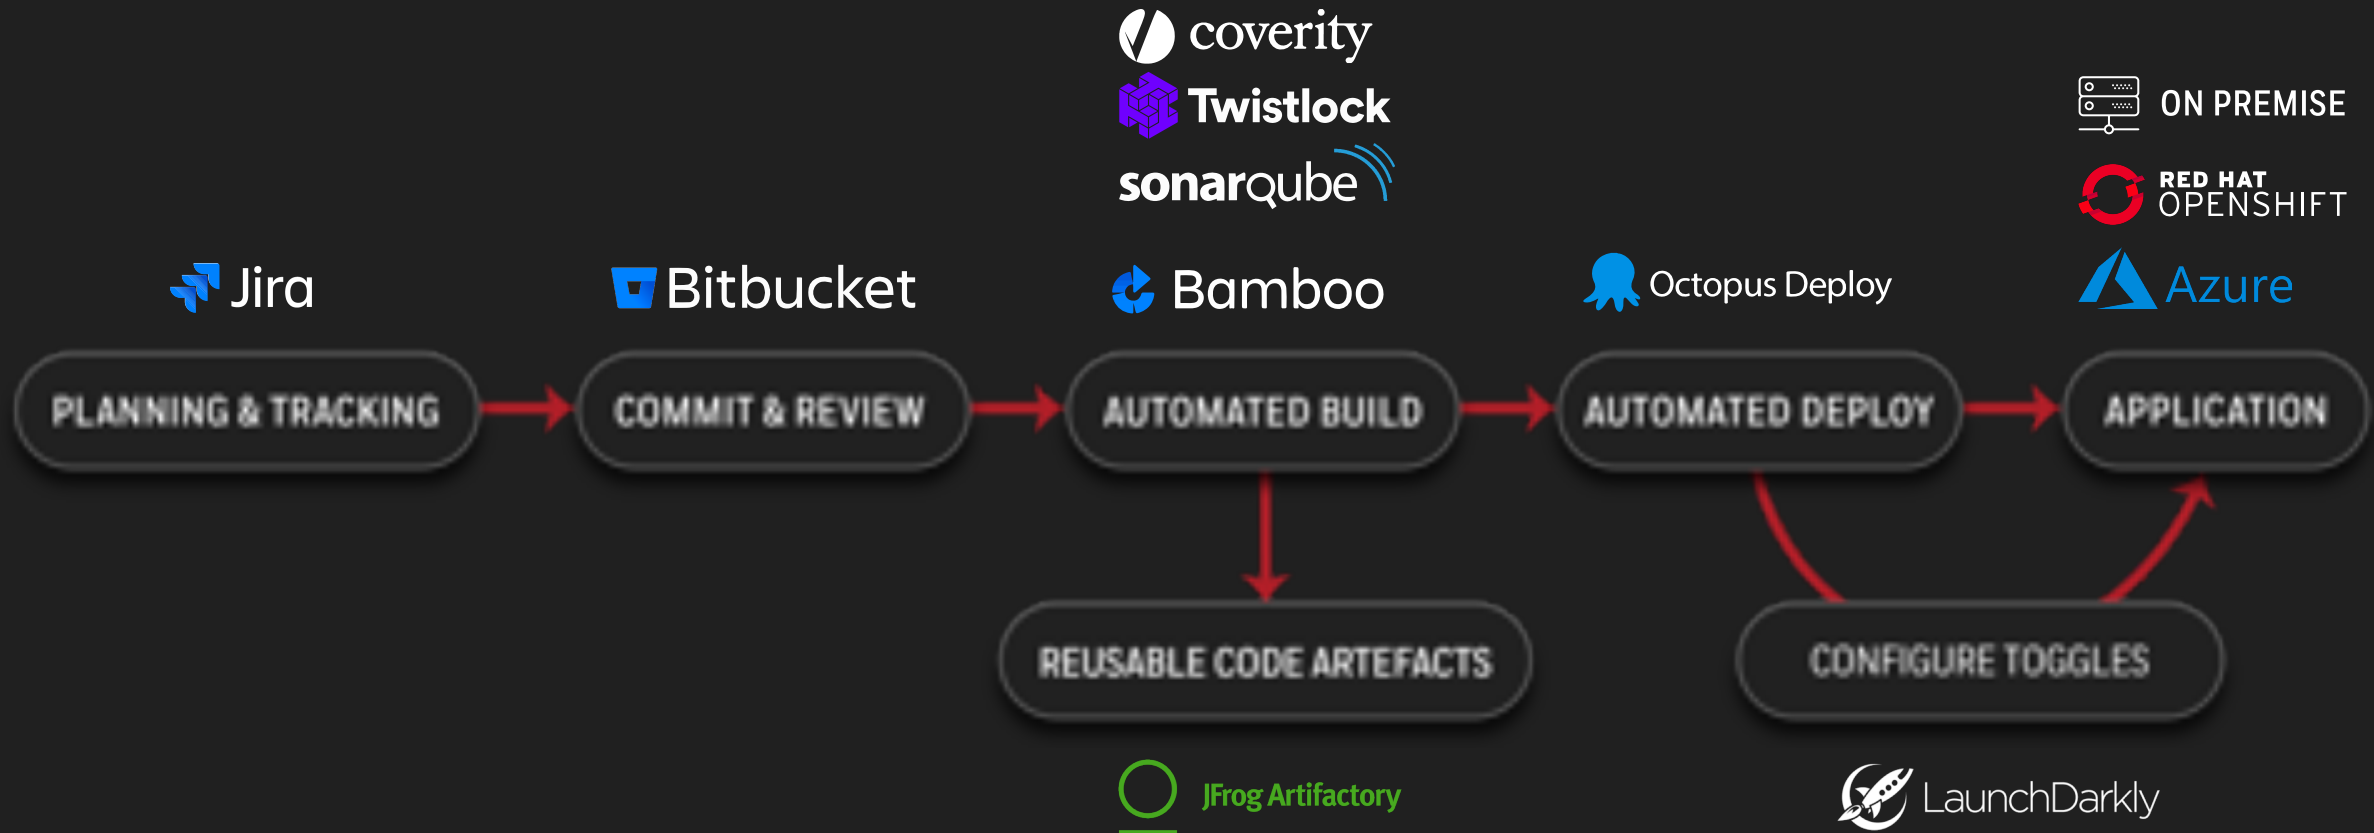 coverity
Twistlock
sonarqube
ON PREMISE
RED HAT
OPENSHIFT
Jira
Bitbucket
Bamboo
Octopus Deploy
Azure
PLANNING & TRACKING
COMMIT & REVIEW
AUTOMATED BUILD
AUTOMATED DEPLOY
APPLICATION
REUSABLE CODE ARTEFACTS
CONFIGURE TOGGLES
JFrog Artifactory
LaunchDarkly